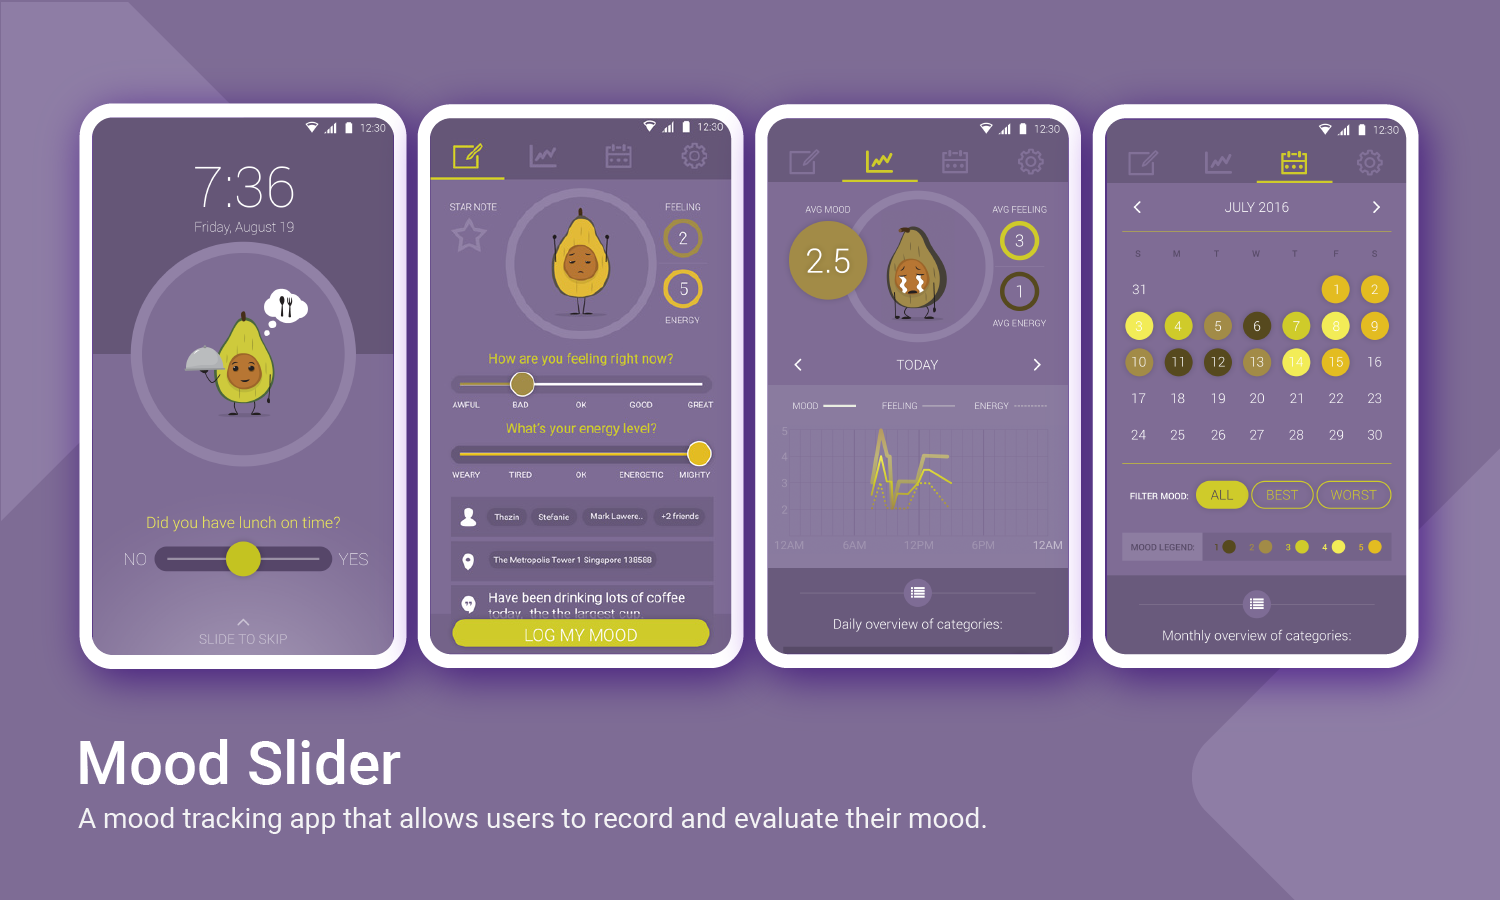 12:30
7:36
Friday, August 19
Did you have lunch on time?
NO YES
SLIDE TO SKIP
12:30
STAR NOTE
FEELING
2
5
ENERGY
How are you feeling right now?
AWFUL BAD OK GOOD GREAT
What's your energy level?
WEARY TIRED OK ENERGETIC MIGHTY
Thazin Stefanie Mark Lawere.. +2 friends
The Metropolis Tower 1 Singapore 138588
Have been drinking lots of coffee
today, the the largest cup
LOG MY MOOD
12:30
AVG MOOD
2.5
AVG FEELING
3
1
AVG ENERGY
TODAY
MOOD FEELING ENERGY
5
4
3
2
12AM 6AM 12PM 6PM 12AM
Daily overview of categories:
12:30
JULY 2016
S M T W T F S
31 1 2
3 4 5 6 7 8 9
10 11 12 13 14 15 16
17 18 19 20 21 22 23
24 25 26 27 28 29 30
FILTER MOOD: ALL BEST WORST
MOOD LEGEND: 1 2 3 4 5
Monthly overview of categories:
Mood Slider
A mood tracking app that allows users to record and evaluate their mood.